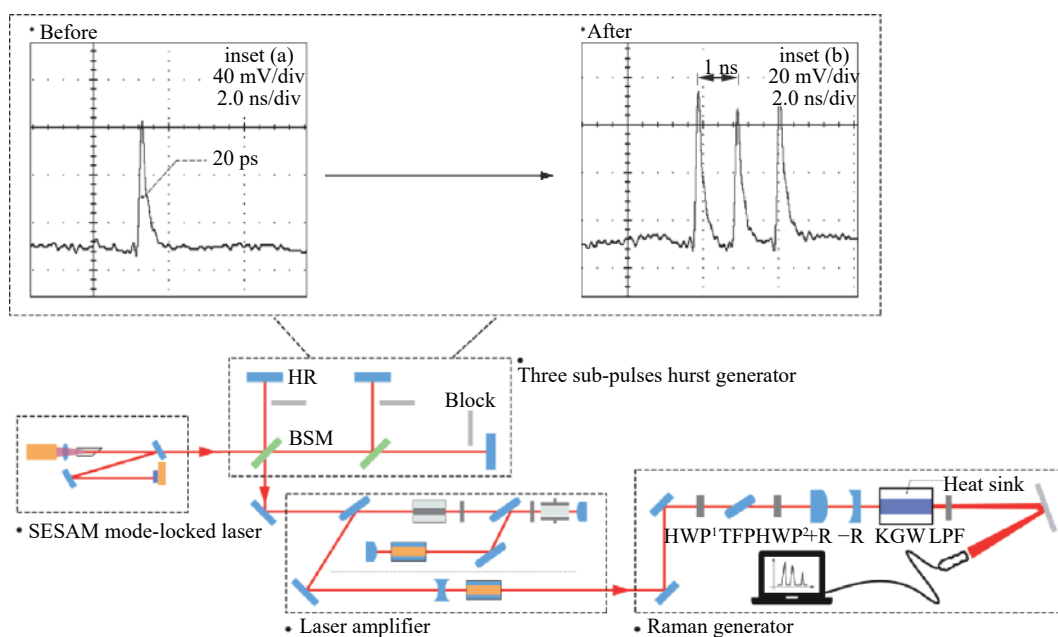 Before
inset (a)
40 mV/div
2.0 ns/div
20 ps
After
inset (b)
20 mV/div
2.0 ns/div
1 ns
HR
BSM
Block
Three sub-pulses hurst generator
SESAM mode-locked laser
Laser amplifier
Heat sink
HWP¹ TFP HWP² +R −R KGW LPF
Raman generator